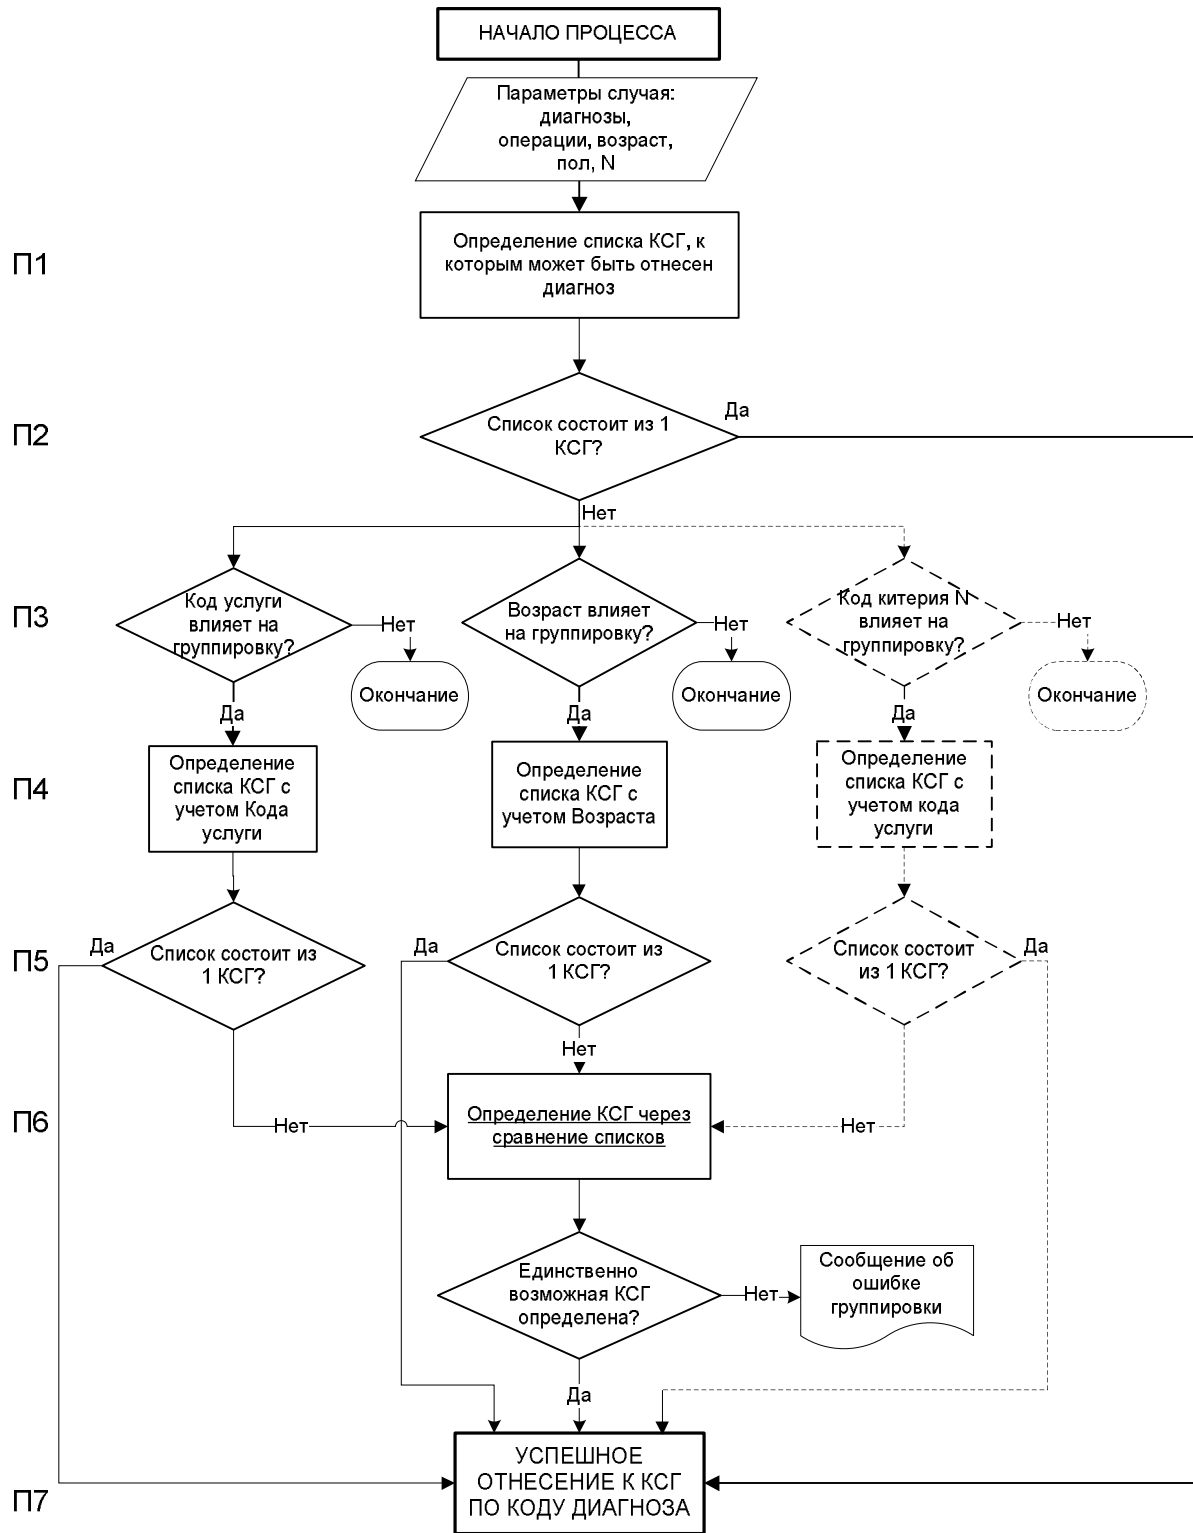 НАЧАЛО ПРОЦЕССА
Параметры случая:
диагнозы,
операции, возраст,
пол, N
П1
Определение списка КСГ, к
которым может быть отнесен
диагноз
П2
Список состоит из 1
КСГ?
Да
Нет
П3
Код услуги
влияет на
группировку?
Нет
Окончание
Возраст влияет
на группировку?
Нет
Окончание
Код китерия N
влияет на
группировку?
Нет
Окончание
Да
Да
Да
П4
Определение
списка КСГ с
учетом Кода
услуги
Определение
списка КСГ с
учетом Возраста
Определение
списка КСГ с
учетом кода
услуги
П5
Да
Список состоит из
1 КСГ?
Да
Список состоит из
1 КСГ?
Список состоит
из 1 КСГ?
Да
Нет
П6
Нет
Определение КСГ через
сравнение списков
Нет
Единственно
возможная КСГ
определена?
Нет
Сообщение об
ошибке
группировки
Да
П7
УСПЕШНОЕ
ОТНЕСЕНИЕ К КСГ
ПО КОДУ ДИАГНОЗА